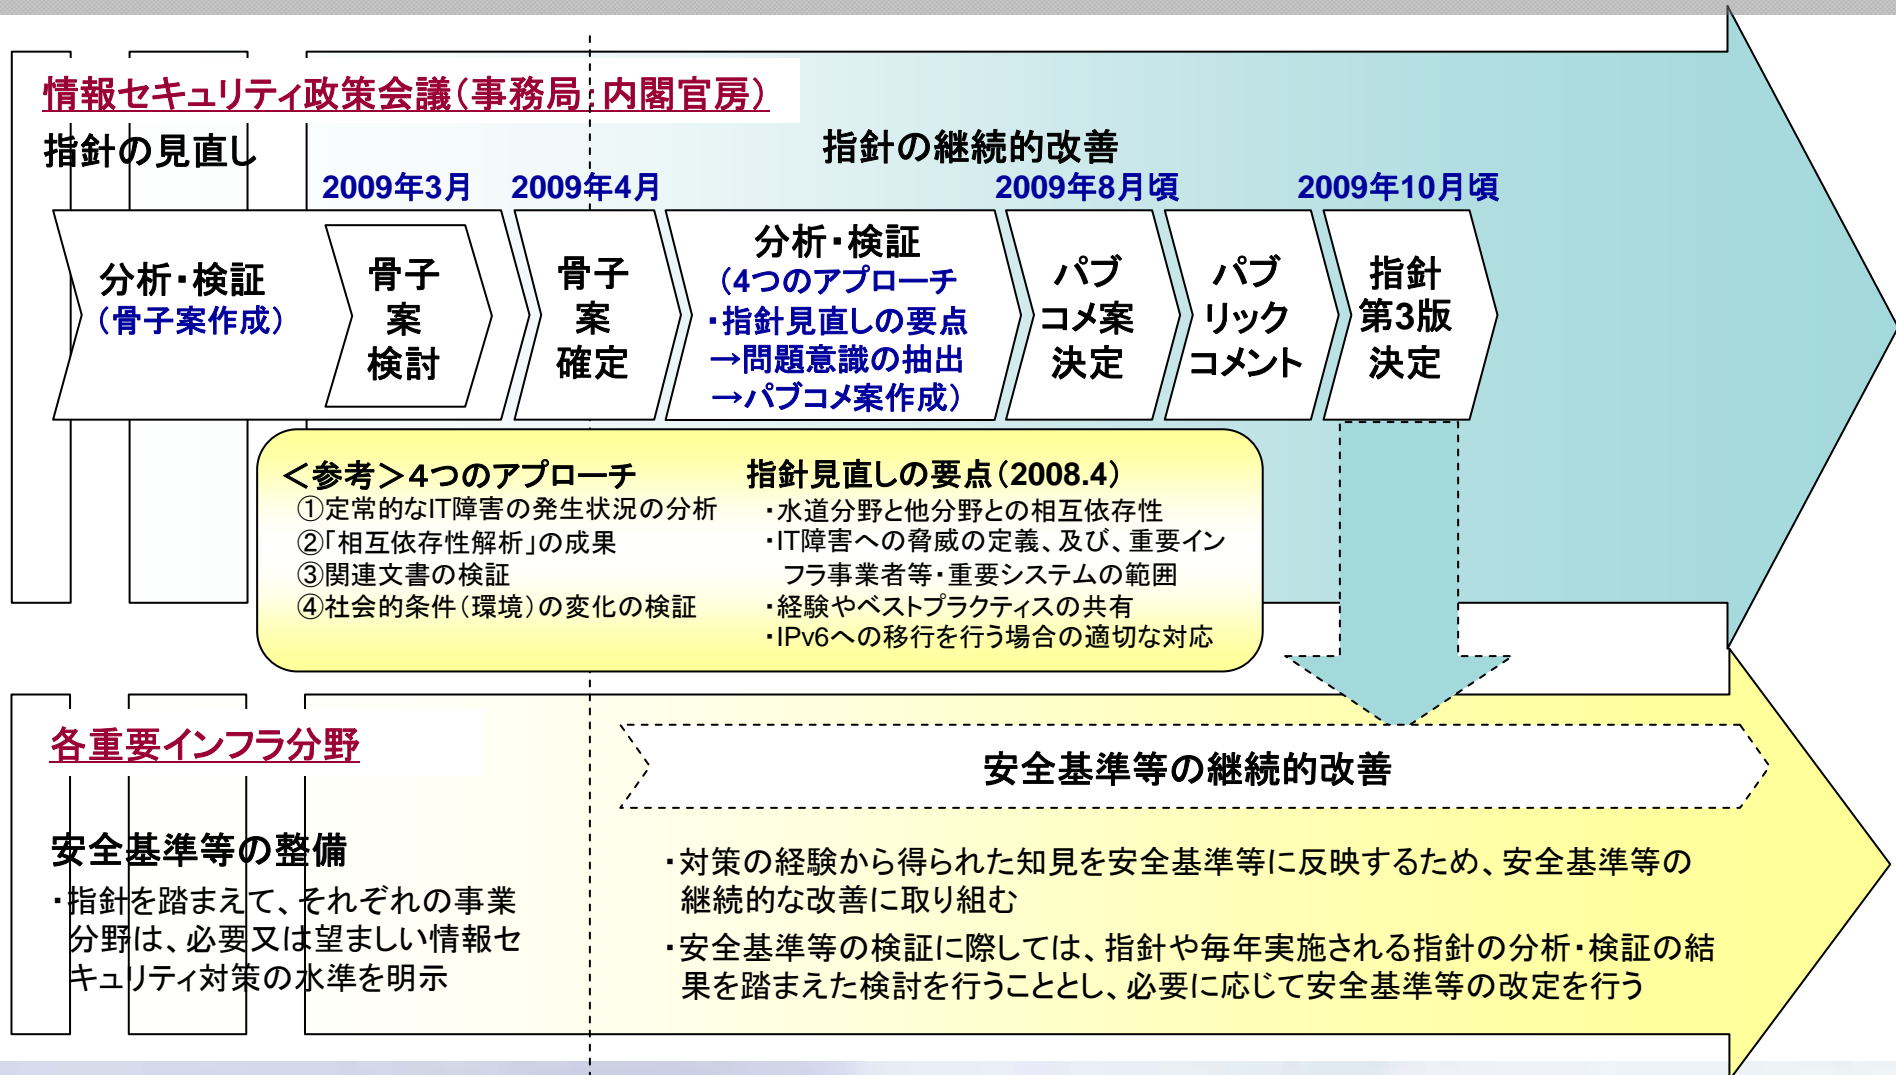 情報セキュリティ政策会議（事務局：内閣官房）
指針の見直し
指針の継続的改善
2009年3月
2009年4月
2009年8月頃
2009年10月頃
分析・検証
（骨子案作成）
骨子
案
検討
骨子
案
確定
分析・検証
（4つのアプローチ
・指針見直しの要点
→問題意識の抽出
→パブコメ案作成）
パブ
コメ案
決定
パブ
リック
コメント
指針
第3版
決定
＜参考＞４つのアプローチ
①定常的なIT障害の発生状況の分析
②「相互依存性解析」の成果
③関連文書の検証
④社会的条件（環境）の変化の検証
指針見直しの要点（2008.4）
・水道分野と他分野との相互依存性
・IT障害への脅威の定義、及び、重要イン
フラ事業者等・重要システムの範囲
・経験やベストプラクティスの共有
・IPv6への移行を行う場合の適切な対応
各重要インフラ分野
安全基準等の整備
・指針を踏まえて、それぞれの事業
分野は、必要又は望ましい情報セ
キュリティ対策の水準を明示
安全基準等の継続的改善
・対策の経験から得られた知見を安全基準等に反映するため、安全基準等の
継続的な改善に取り組む
・安全基準等の検証に際しては、指針や毎年実施される指針の分析・検証の結
果を踏まえた検討を行うこととし、必要に応じて安全基準等の改定を行う